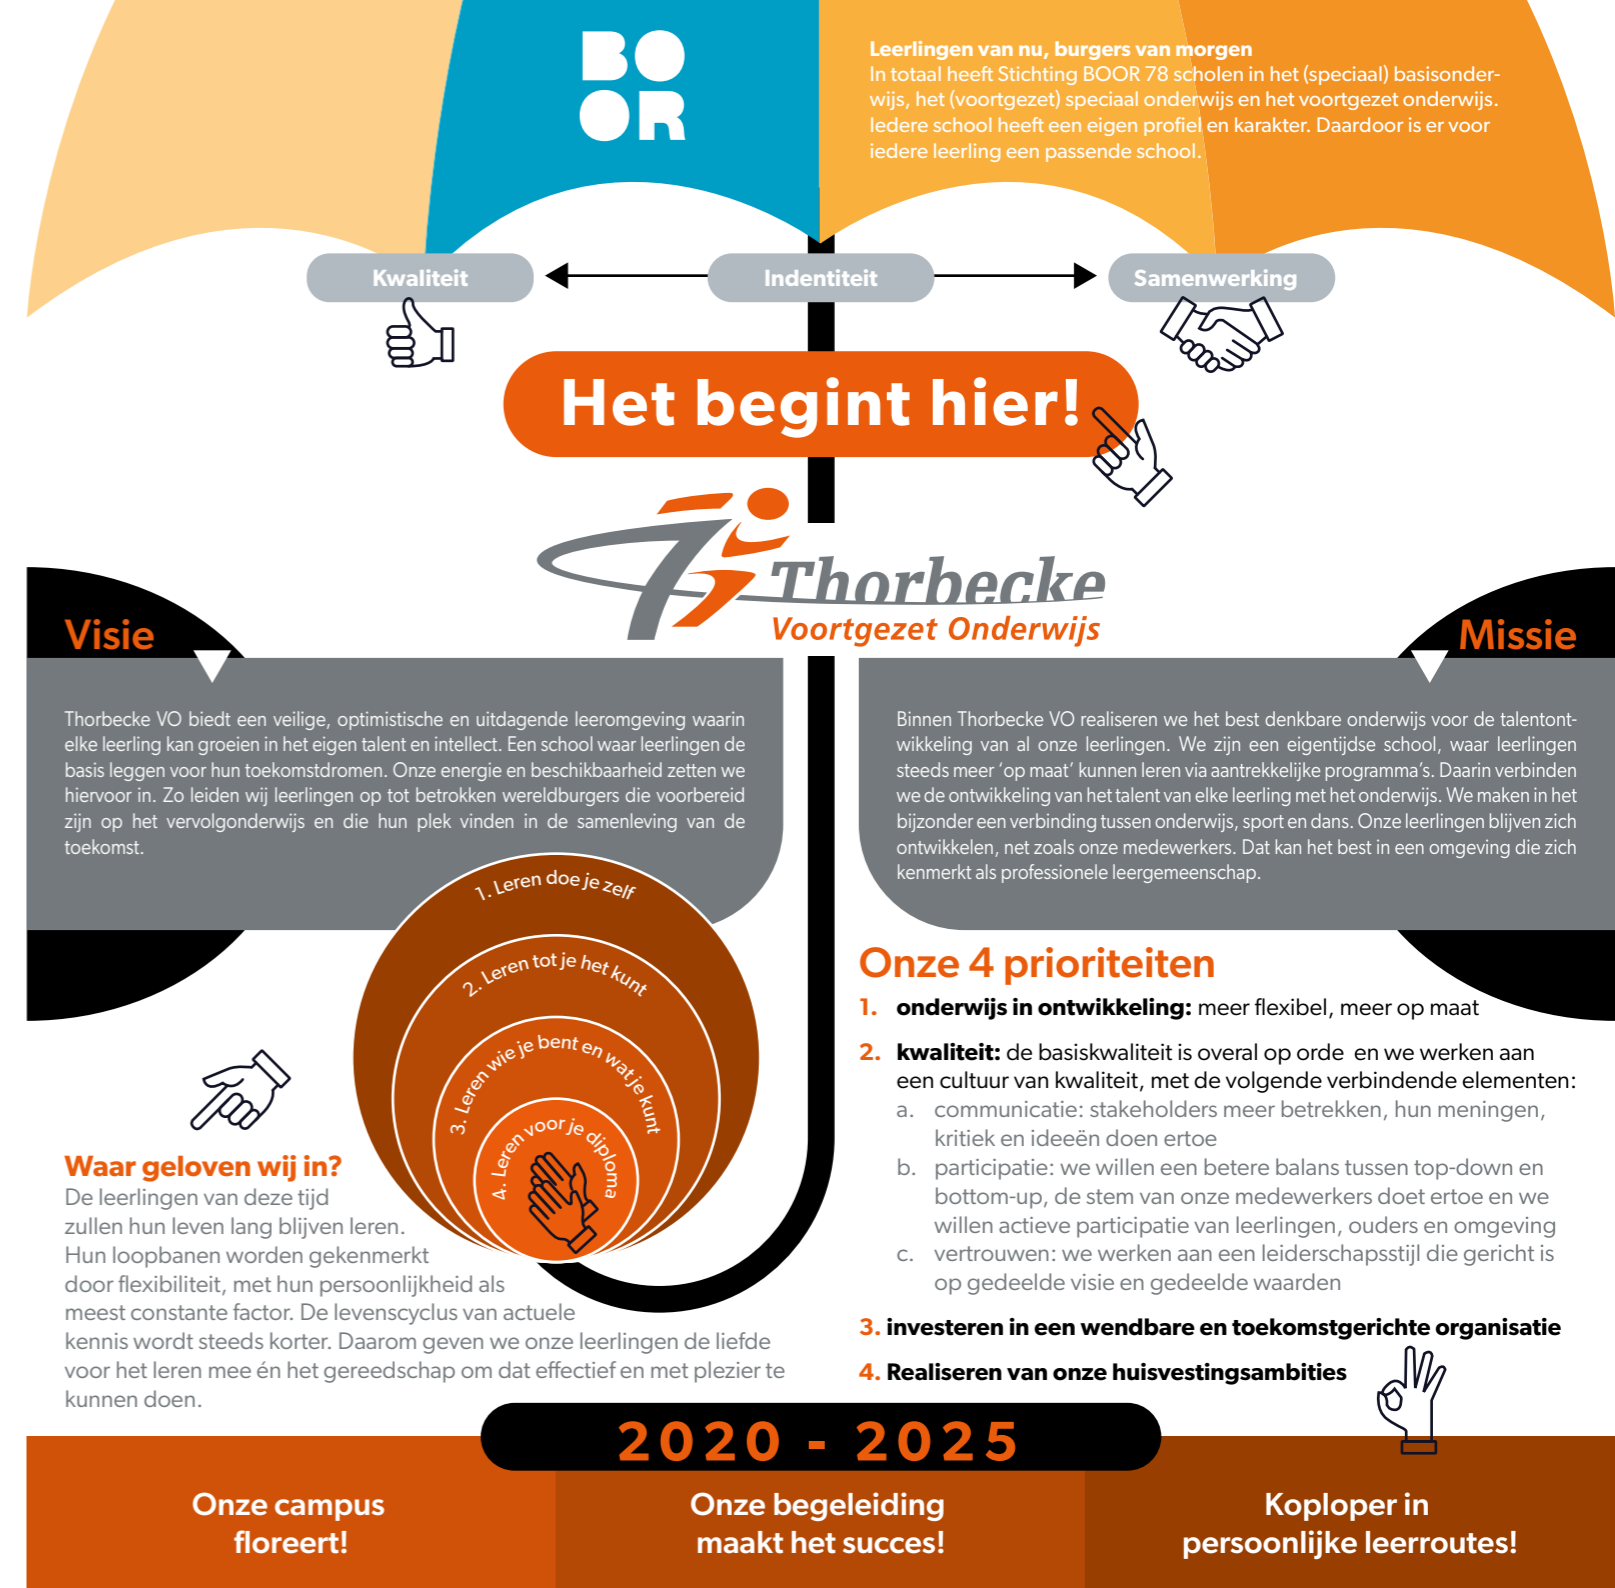 BO
OR
Leerlingen van nu, burgers van morgen
In totaal heeft Stichting BOOR 78 scholen in het (speciaal) basisonder-
wijs, het (voortgezet) speciaal onderwijs en het voortgezet onderwijs.
Iedere school heeft een eigen profiel en karakter. Daardoor is er voor
iedere leerling een passende school.
Kwaliteit
Indentiteit
Samenwerking
Het begint hier!
Thorbecke
Voortgezet Onderwijs
Visie
Thorbecke VO biedt een veilige, optimistische en uitdagende leeromgeving waarin
elke leerling kan groeien in het eigen talent en intellect. Een school waar leerlingen de
basis leggen voor hun toekomstdromen. Onze energie en beschikbaarheid zetten we
hiervoor in. Zo leiden wij leerlingen op tot betrokken wereldburgers die voorbereid
zijn op het vervolgonderwijs en die hun plek vinden in de samenleving van de
toekomst.
Missie
Binnen Thorbecke VO realiseren we het best denkbare onderwijs voor de talentont-
wikkeling van al onze leerlingen. We zijn een eigentijdse school, waar leerlingen
steeds meer ‘op maat’ kunnen leren via aantrekkelijke programma’s. Daarin verbinden
we de ontwikkeling van het talent van elke leerling met het onderwijs. We maken in het
bijzonder een verbinding tussen onderwijs, sport en dans. Onze leerlingen blijven zich
ontwikkelen, net zoals onze medewerkers. Dat kan het best in een omgeving die zich
kenmerkt als professionele leergemeenschap.
1. Leren doe je zelf
2. Leren tot je het kunt
3. Leren wie je bent en wat je kunt
4. Leren voor je diploma
Waar geloven wij in?
De leerlingen van deze tijd
zullen hun leven lang blijven leren.
Hun loopbanen worden gekenmerkt
door flexibiliteit, met hun persoonlijkheid als
meest constante factor. De levenscyclus van actuele
kennis wordt steeds korter. Daarom geven we onze leerlingen de liefde
voor het leren mee én het gereedschap om dat effectief en met plezier te
kunnen doen.
Onze 4 prioriteiten
1. onderwijs in ontwikkeling: meer flexibel, meer op maat
2. kwaliteit: de basiskwaliteit is overal op orde en we werken aan
een cultuur van kwaliteit, met de volgende verbindende elementen:
a. communicatie: stakeholders meer betrekken, hun meningen,
kritiek en ideeën doen ertoe
b. participatie: we willen een betere balans tussen top-down en
bottom-up, de stem van onze medewerkers doet ertoe en we
willen actieve participatie van leerlingen, ouders en omgeving
c. vertrouwen: we werken aan een leiderschapsstijl die gericht is
op gedeelde visie en gedeelde waarden
3. investeren in een wendbare en toekomstgerichte organisatie
4. Realiseren van onze huisvestingsambities
2020 - 2025
Onze campus
floreert!
Onze begeleiding
maakt het succes!
Koploper in
persoonlijke leerroutes!